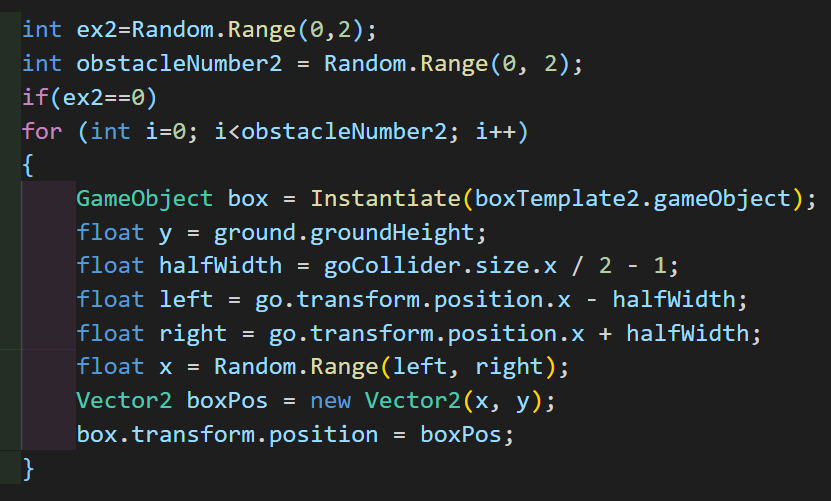 int ex2=Random.Range(0,2);
int obstacleNumber2 = Random.Range(0, 2);
if(ex2==0)
for (int i=0; i<obstacleNumber2; i++)
{
    GameObject box = Instantiate(boxTemplate2.gameObject);
    float y = ground.groundHeight;
    float halfWidth = goCollider.size.x / 2 - 1;
    float left = go.transform.position.x - halfWidth;
    float right = go.transform.position.x + halfWidth;
    float x = Random.Range(left, right);
    Vector2 boxPos = new Vector2(x, y);
    box.transform.position = boxPos;
}